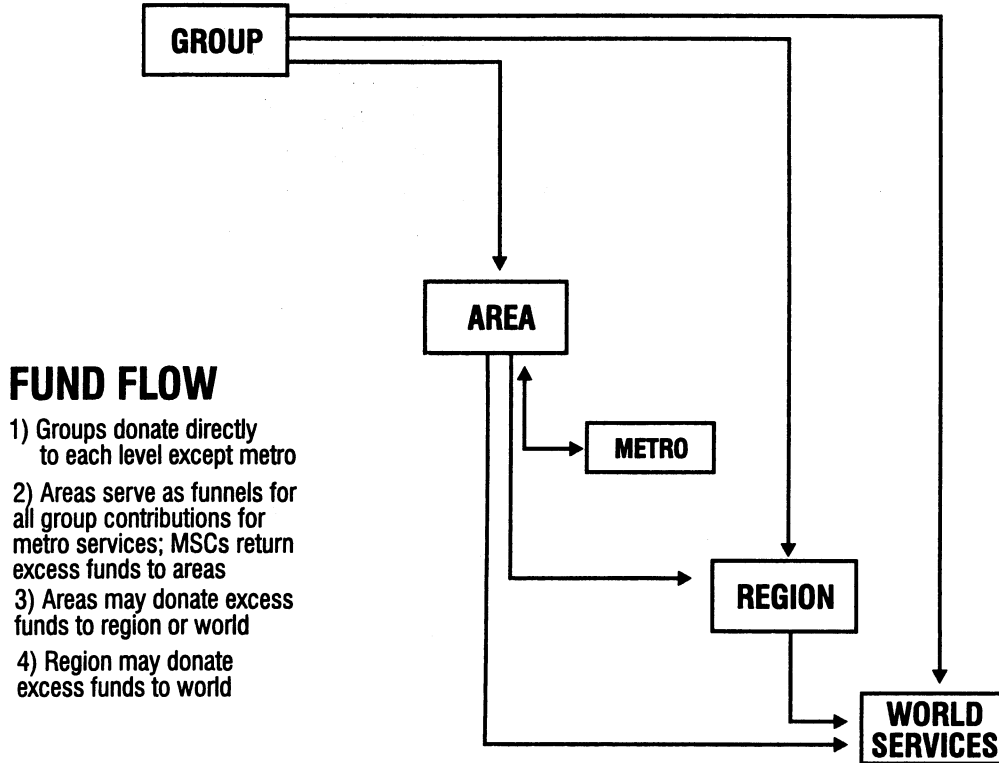 GROUP
AREA
FUND FLOW
1) Groups donate directly
to each level except metro
2) Areas serve as funnels for
all group contributions for
metro services; MSCs return
excess funds to areas
3) Areas may donate excess
funds to region or world
4) Region may donate
excess funds to world
METRO
REGION
WORLD
SERVICES